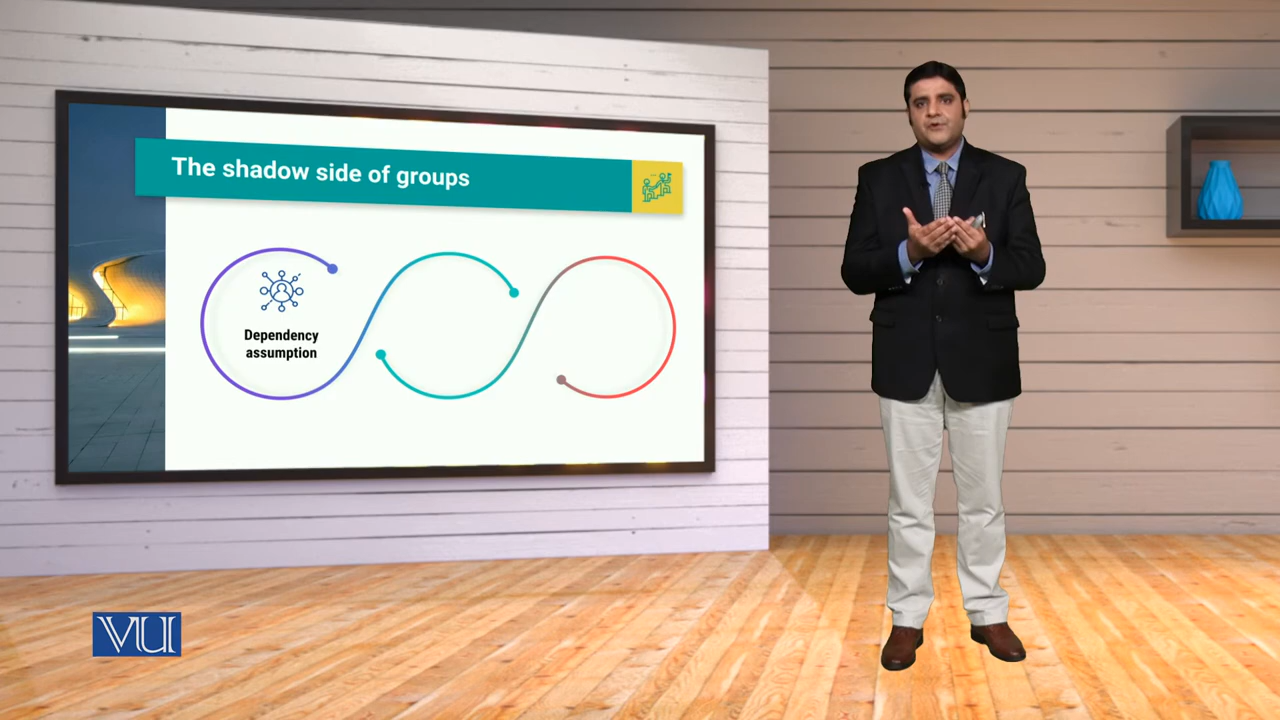 The shadow side of groups
Dependency
assumption
VU